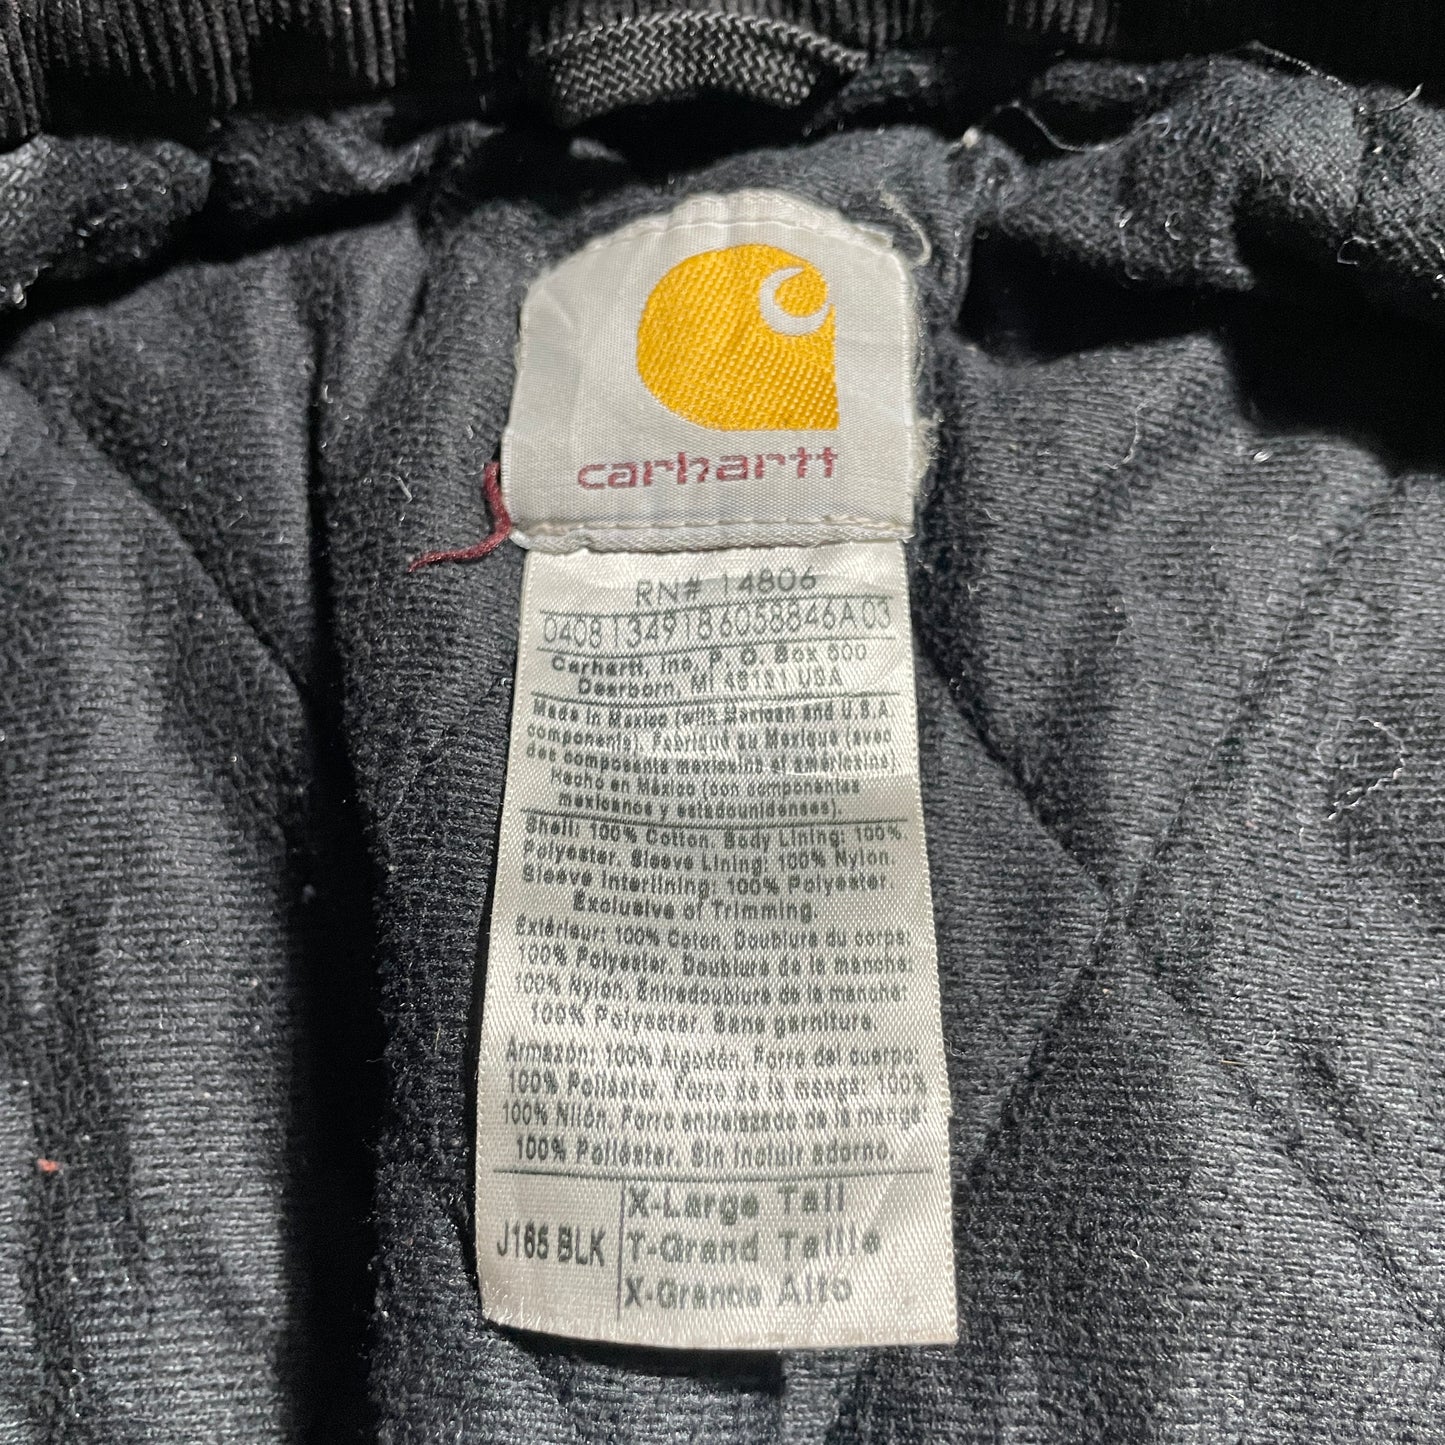 carhartt
RN# 14806
0408134918605​8846A03
Carhartt, Inc. P. O. Box 600
Dearborn, MI 48121 USA
Made in Mexico (with Mexican and U.S.A.
components). Fabriqué au Mexique (avec
des composants mexicains et américains).
Hecho en México (con componentes
mexicanos y estadounidenses).
Shell: 100% Cotton. Body Lining: 100%
Polyester. Sleeve Lining: 100% Nylon.
Sleeve Interlining: 100% Polyester.
Exclusive of Trimming.
Extérieur: 100% Coton. Doublure du corps:
100% Polyester. Doublure de la manche:
100% Nylon. Entredoublure de la manche:
100% Polyester. Sans garniture.
Armazón: 100% Algodón. Forro del cuerpo:
100% Poliéster. Forro de la manga: 100%
100% Nilón. Forro entrelazado de la manga:
100% Poliéster. Sin incluir adorno.
J165 BLK
X-Large Tall
T-Grand Taille
X-Grande Alto